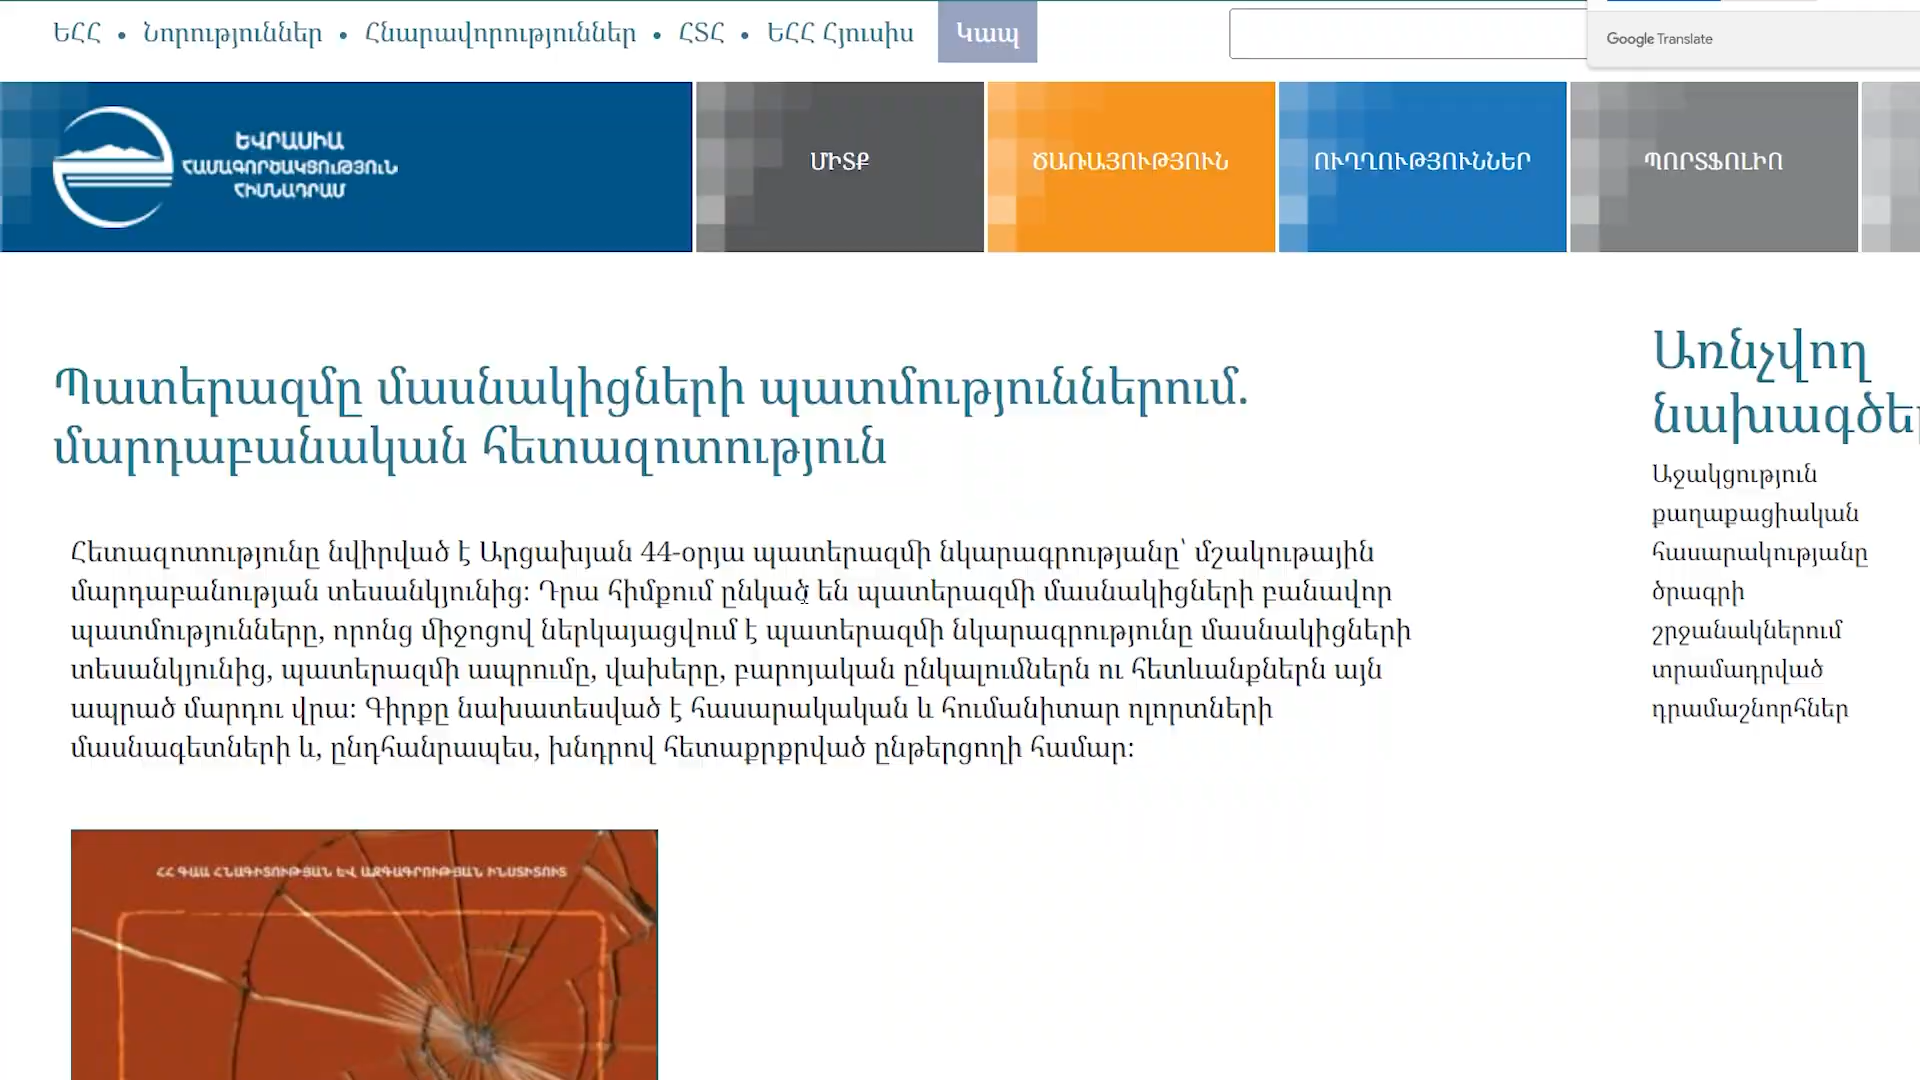 ԵՀՀ • Նորություններ • Հնարավորություններ • ՀՏՀ • ԵՀՀ Հյուսիս Կապ
Google Translate
ԵՎՐԱՍԻԱ
ՀԱՄԱԳՈՐԾԱԿՑՈւԹՅՈւՆ
ՀԻՄՆԱԴՐԱՄ
ՄԻՏՔ
ԾԱՌԱՅՈՒԹՅՈՒՆ
ՈՒՂՂՈՒԹՅՈՒՆՆԵՐ
ՊՈՐՏՖՈԼԻՈ
Պատերազմը մասնակիցների պատմություններում.
մարդաբանական հետազոտություն
Հետազոտությունը նվիրված է Արցախյան 44-օրյա պատերազմի նկարագրությանը՝ մշակութային
մարդաբանության տեսանկյունից: Դրա հիմքում ընկած են պատերազմի մասնակիցների բանավոր
պատմությունները, որոնց միջոցով ներկայացվում է պատերազմի նկարագրությունը մասնակիցների
տեսանկյունից, պատերազմի ապրումը, վախերը, բարոյական ընկալումներն ու հետևանքներն այն
ապրած մարդու վրա: Գիրքը նախատեսված է հասարակական և հումանիտար ոլորտների
մասնագետների և, ընդհանրապես, խնդրով հետաքրքրված ընթերցողի համար:
ՀՀ ԳԱԱ ՀՆԱԳԻՏՈՒԹՅԱՆ ԵՎ ԱԶԳԱԳՐՈՒԹՅԱՆ ԻՆՍՏԻՏՈՒՏ
Առնչվող
նախագծեր
Աջակցություն
քաղաքացիական
հասարակությանը
ծրագրի
շրջանակներում
տրամադրված
դրամաշնորհներ